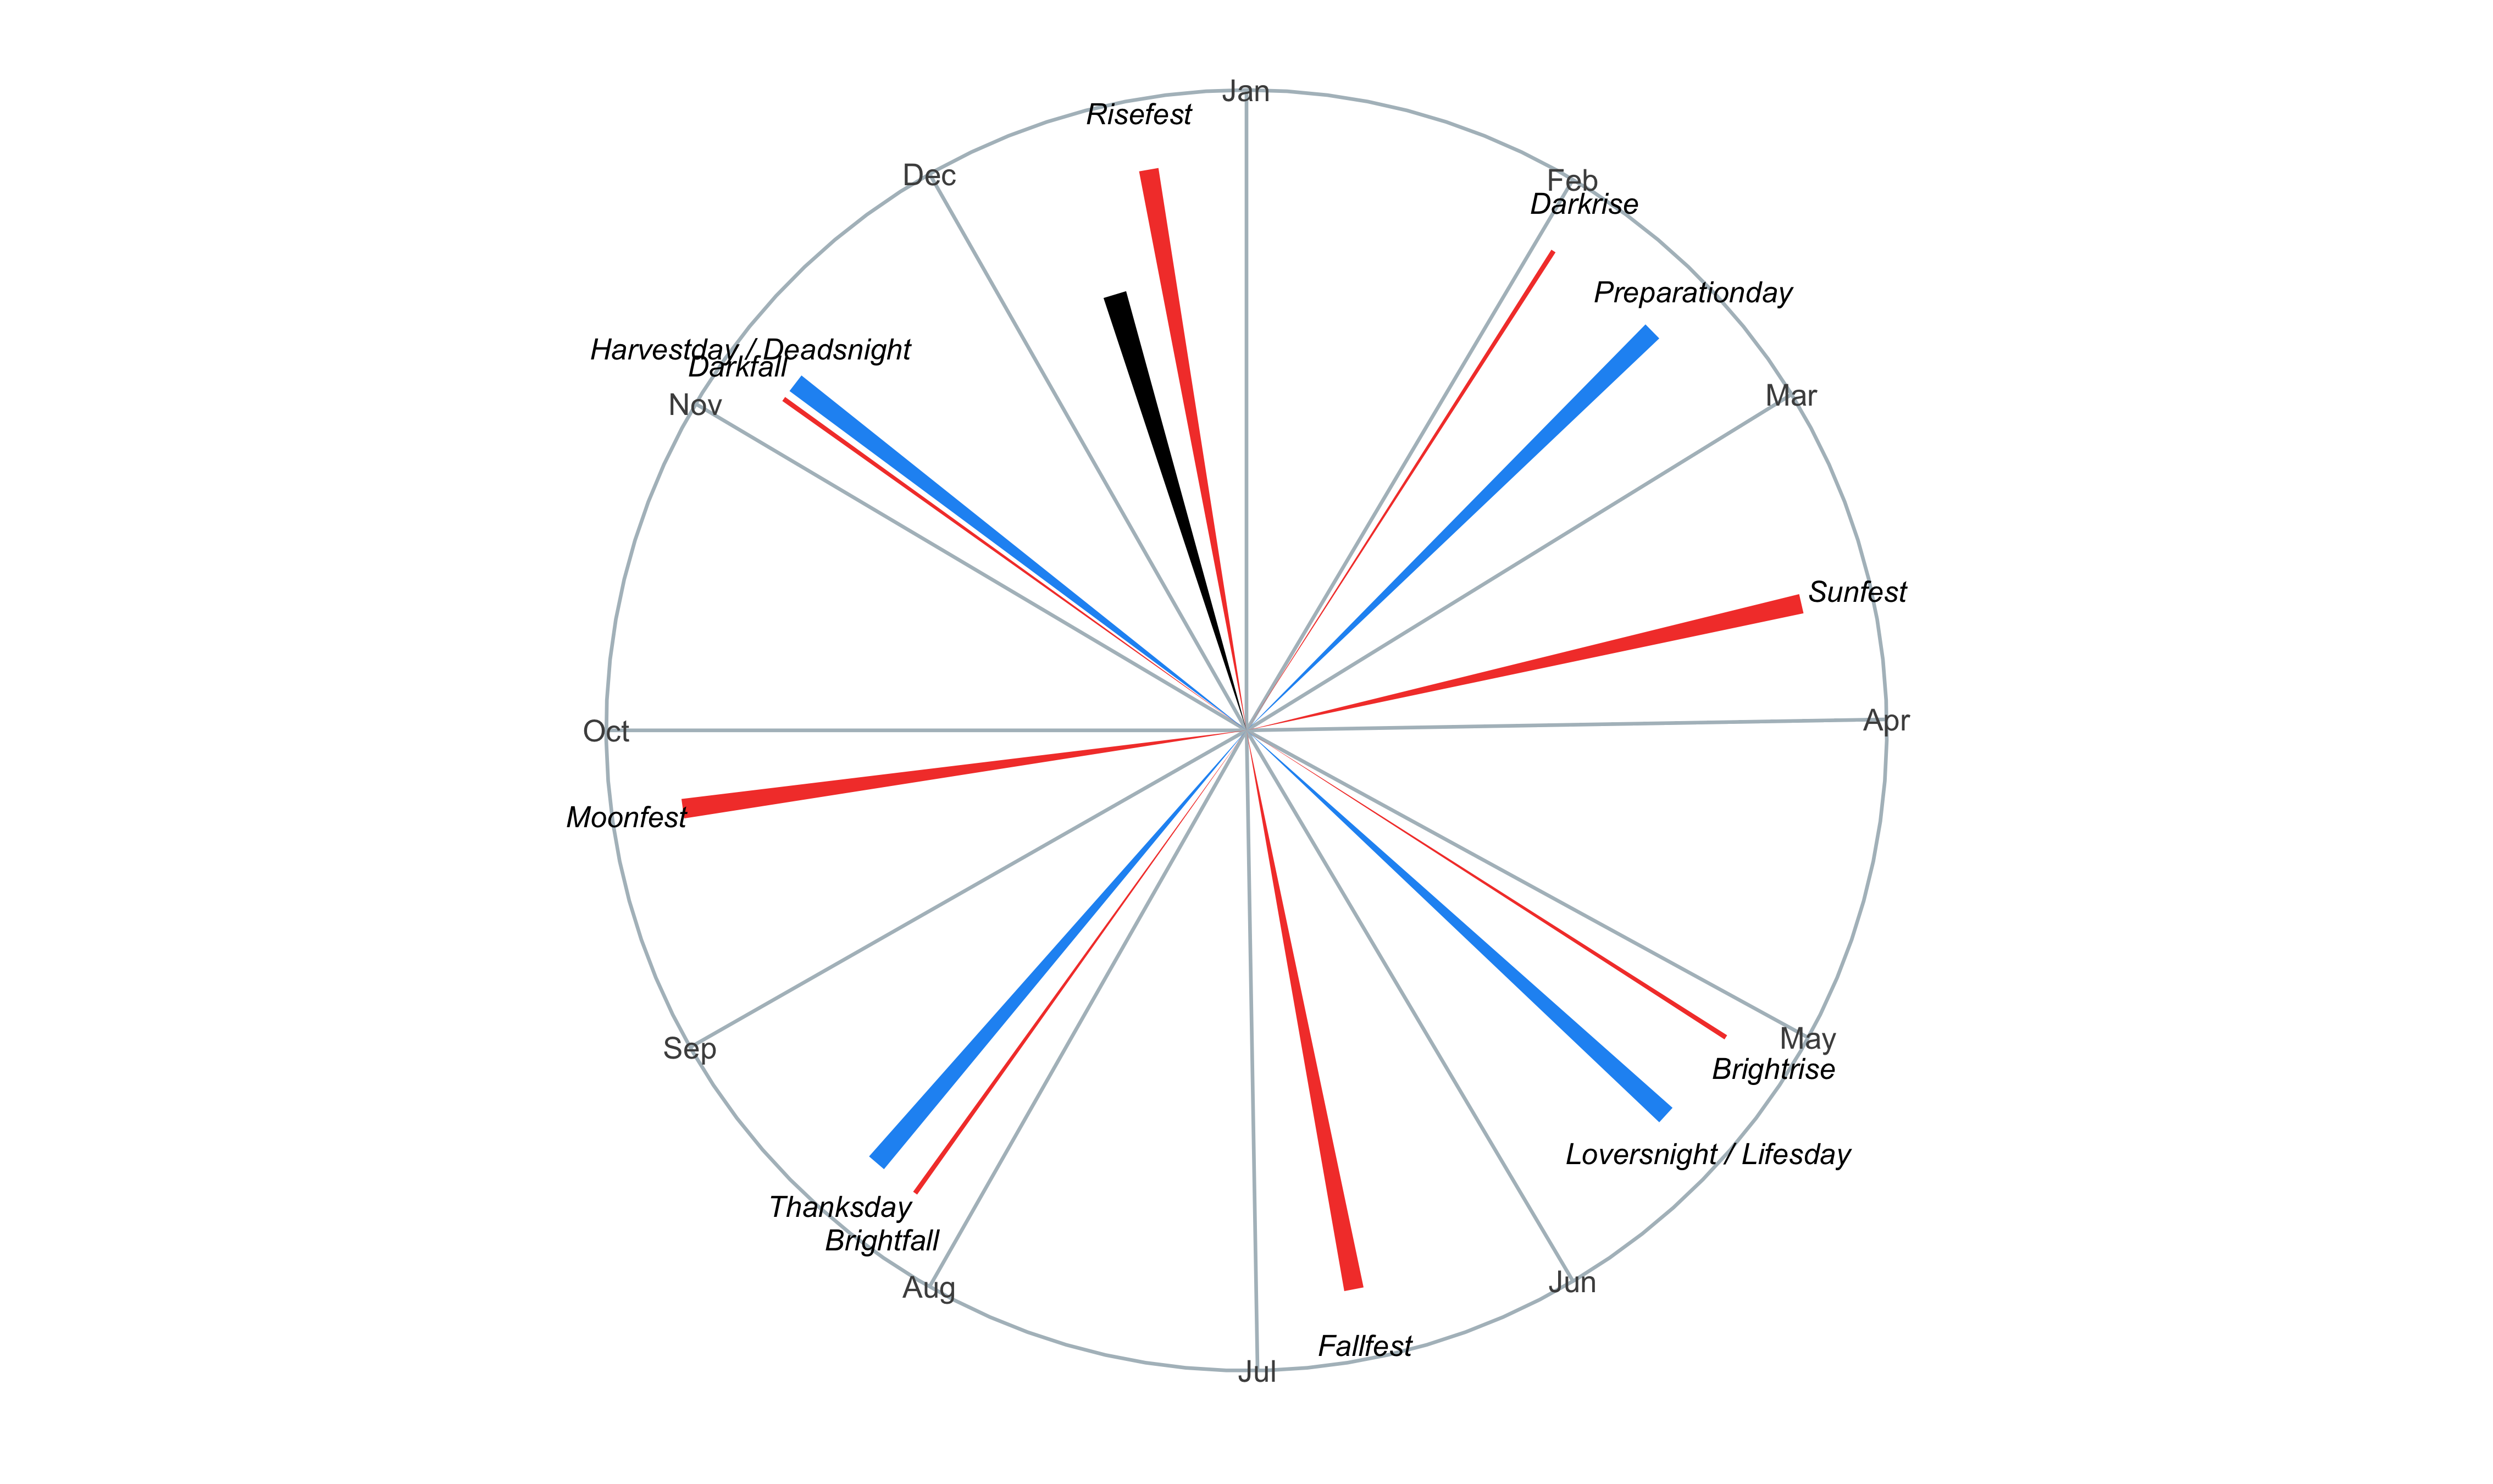 Jan
Risefest
Dec
Feb
Darkrise
Preparationday
Harvestday / Deadsnight
Darkfall
Nov
Mar
Sunfest
Oct
Apr
Moonfest
Sep
May
Brightrise
Loversnight / Lifesday
Thanksday
Brightfall
Aug
Jun
Fallfest
Jul